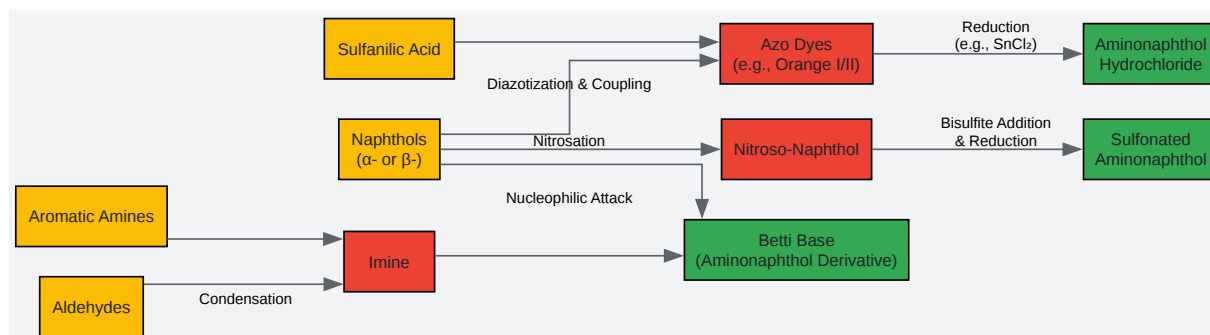 Sulfanilic Acid
Azo Dyes
(e.g., Orange I/II)
Reduction
(e.g., SnCl₂)
Aminonaphthol
Hydrochloride
Diazotization & Coupling
Naphthols
(α- or β-)
Nitrosation
Nitroso-Naphthol
Bisulfite Addition
& Reduction
Sulfonated
Aminonaphthol
Nucleophilic Attack
Aromatic Amines
Imine
Betti Base
(Aminonaphthol Derivative)
Aldehydes
Condensation